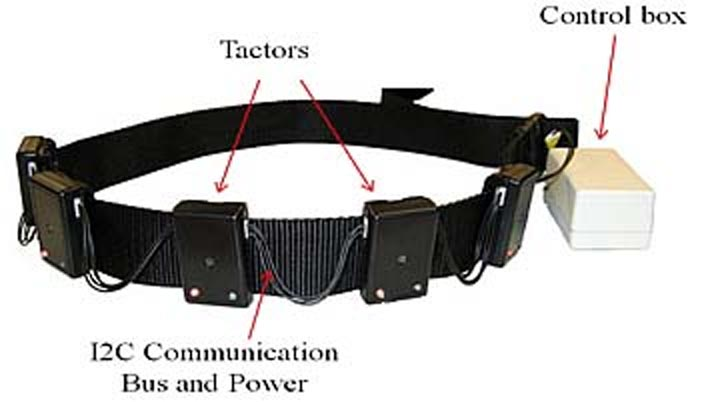 Control box
Tactors
I2C Communication
Bus and Power